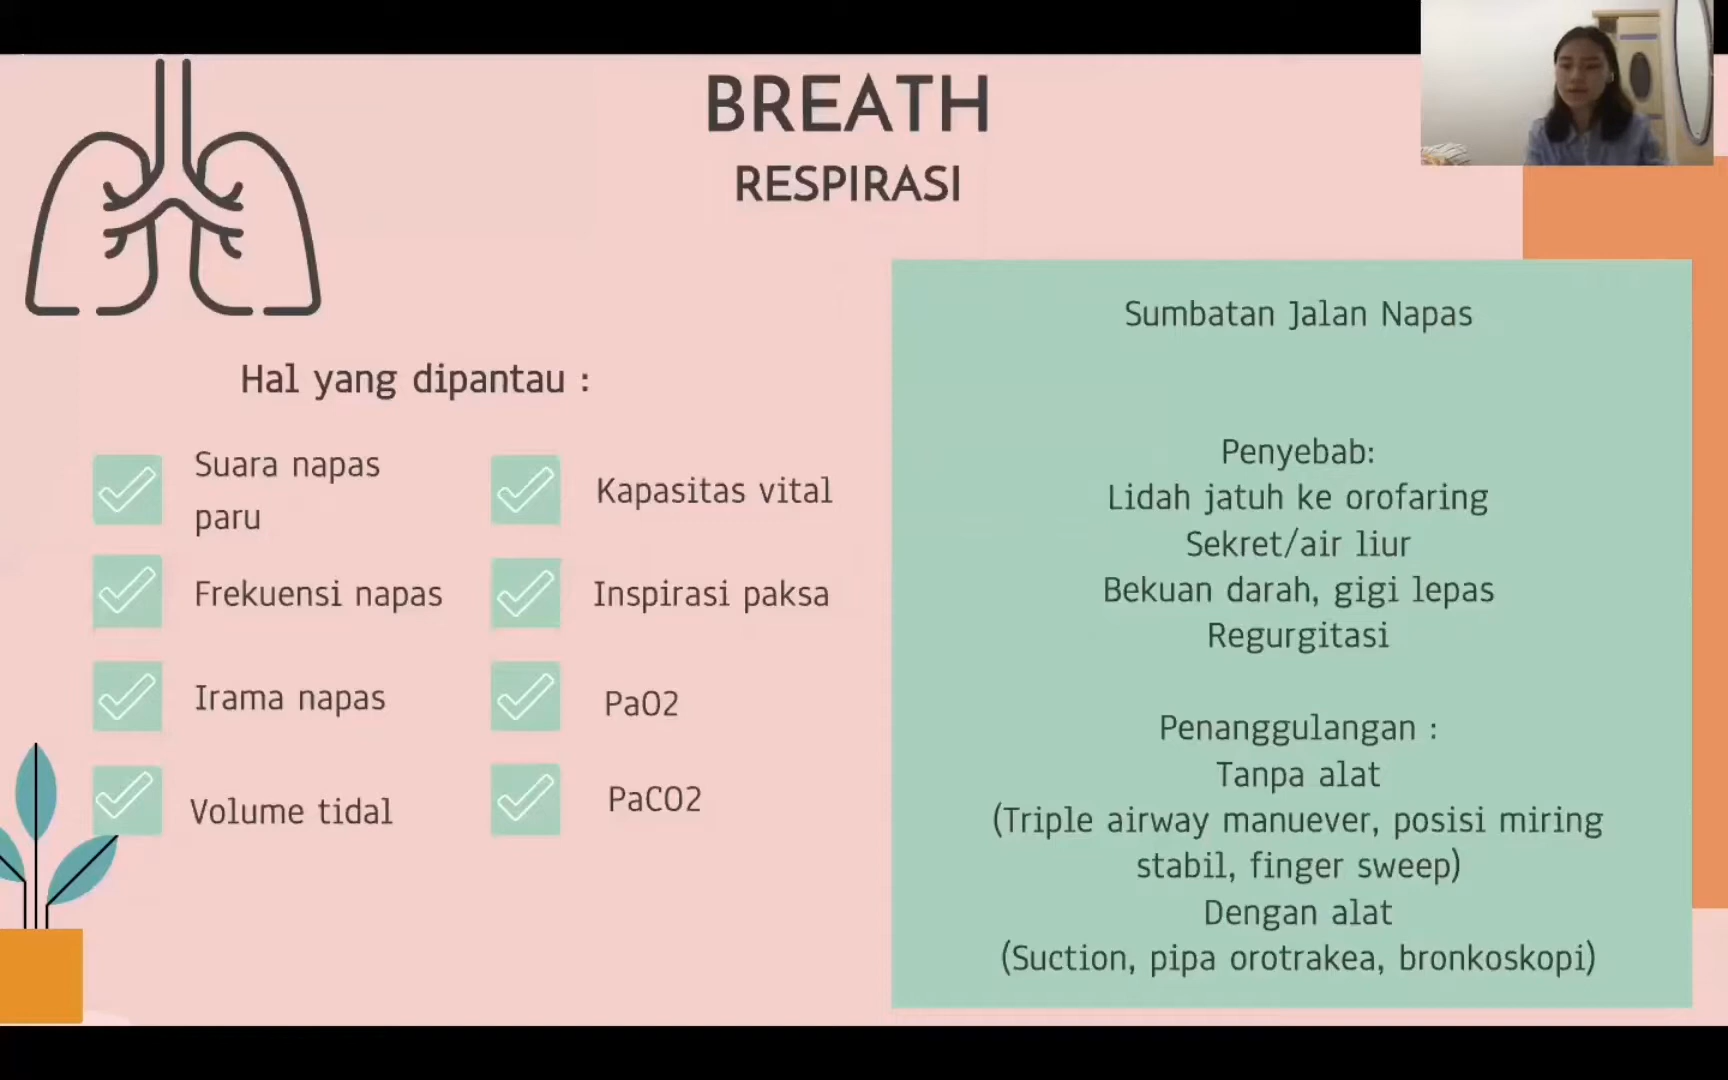 BREATH
RESPIRASI
Hal yang dipantau :
Suara napas
paru
Frekuensi napas
Irama napas
Volume tidal
Kapasitas vital
Inspirasi paksa
PaO2
PaCO2
Sumbatan Jalan Napas
Penyebab:
Lidah jatuh ke orofaring
Sekret/air liur
Bekuan darah, gigi lepas
Regurgitasi
Penanggulangan :
Tanpa alat
(Triple airway manuever, posisi miring
stabil, finger sweep)
Dengan alat
(Suction, pipa orotrakea, bronkoskopi)